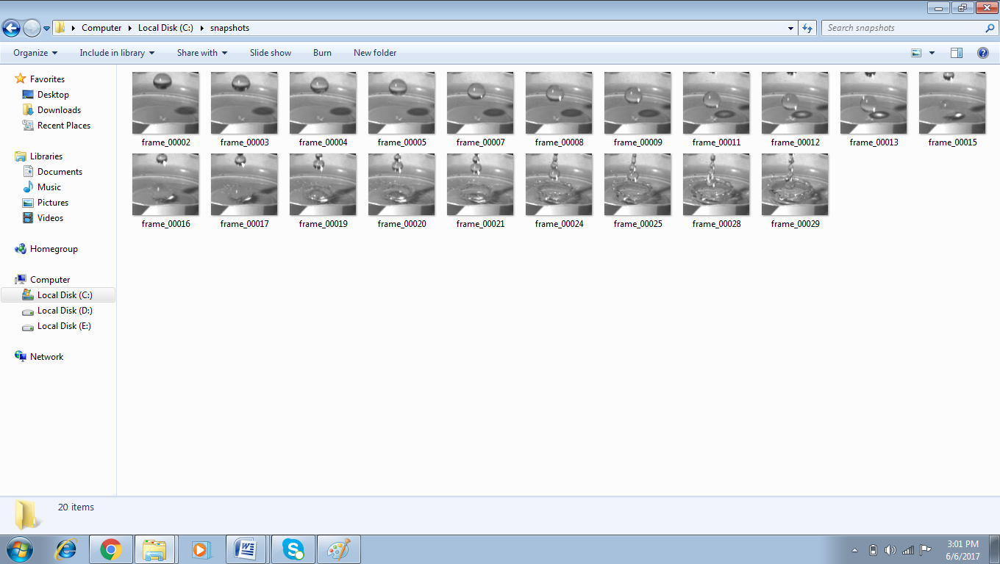 Computer Local Disk (C:) snapshots
Search snapshots
Organize Include in library Share with Slide show Burn New folder
Favorites
Desktop
Downloads
Recent Places
Libraries
Documents
Music
Pictures
Videos
Homegroup
Computer
Local Disk (C:)
Local Disk (D:)
Local Disk (E:)
Network
frame_00002 frame_00003 frame_00004 frame_00005 frame_00007 frame_00008 frame_00009 frame_00011 frame_00012 frame_00013 frame_00015
frame_00016 frame_00017 frame_00019 frame_00020 frame_00021 frame_00024 frame_00025 frame_00028 frame_00029
20 items
3:01 PM
6/6/2017